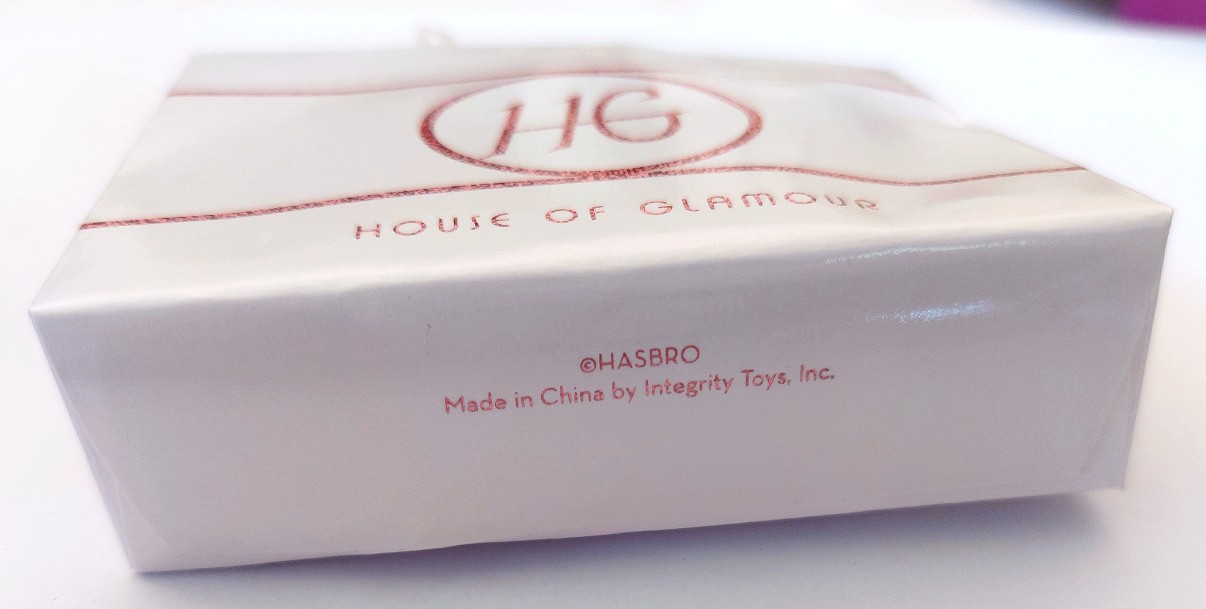 HG
HOUSE OF GLAMOUR
©HASBRO
Made in China by Integrity Toys, Inc.